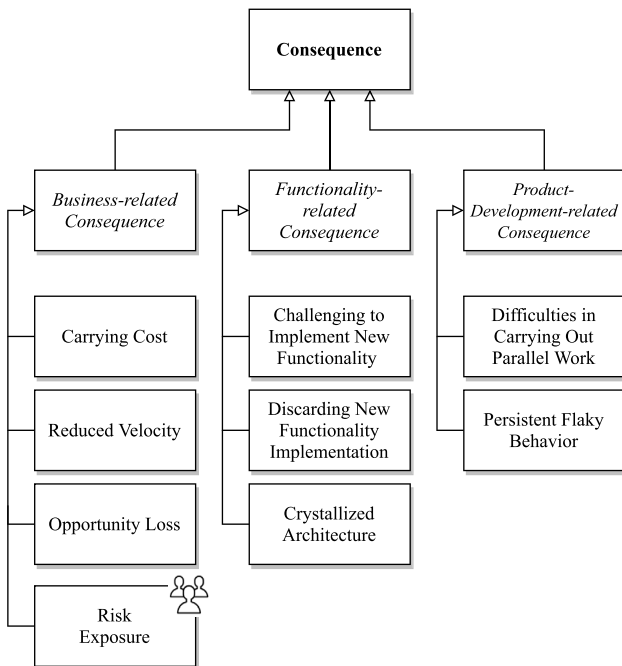 Consequence
Business-related
Consequence
Functionality-
related
Consequence
Product-
Development-related
Consequence
Carrying Cost
Reduced Velocity
Opportunity Loss
Risk
Exposure
Challenging to
Implement New
Functionality
Discarding New
Functionality
Implementation
Crystallized
Architecture
Difficulties in
Carrying Out
Parallel Work
Persistent Flaky
Behavior